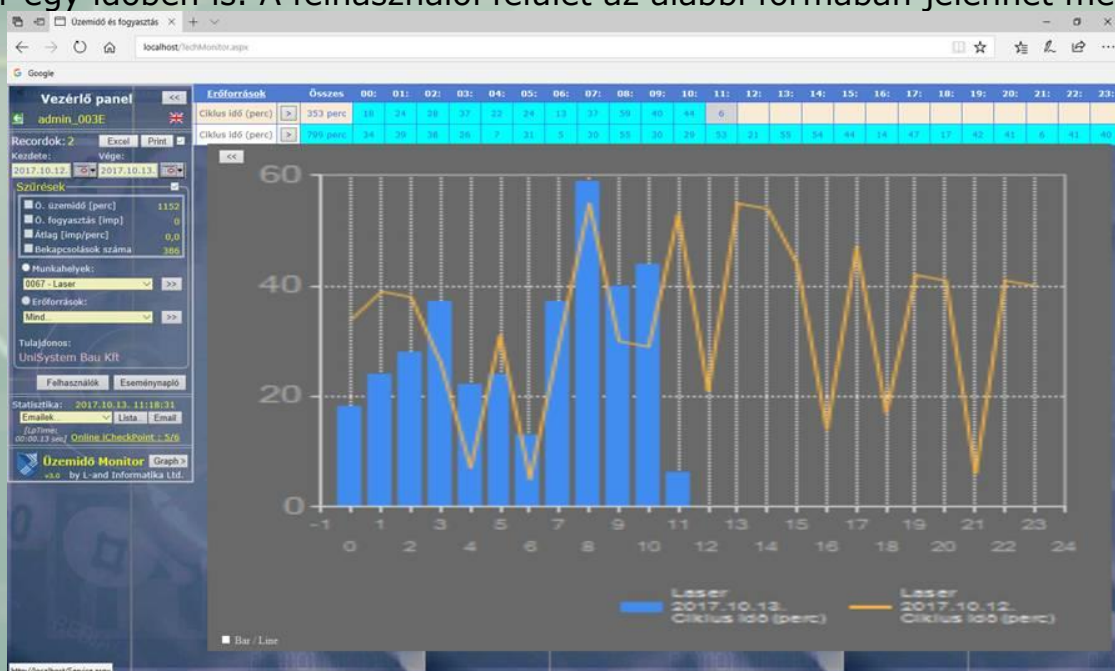 egy időben is. A felhasználói felület az alábbi formában jelenhet me
Üzemidő és fogyasztás
localhost/TechMonitor.aspx
Google
Vezérlő panel <<
admin_003E
Recordok: 2 Excel Print
Kezdete: Vége:
2017.10.12. 2017.10.13.
Szűrések
Ö. üzemidő [perc] 1152
Ö. fogyasztás [imp] 0
Átlag [imp/perc] 0,0
Bekapcsolások száma 386
Munkahelyek:
0067 - Laser >>
Erőforrások:
Mind... >>
Tulajdonos:
UniSystem Bau Kft
Felhasználók Eseménynapló
Statisztika: 2017.10.13. 11:18:31
Emailek... Lista Email
[LpTime:
00:00.13 sec] Online iCheckPoint : 5/6
Üzemidő Monitor Graph >
v3.0 by L-and Informatika Ltd.
Erőforrások Összes 00: 01: 02: 03: 04: 05: 06: 07: 08: 09: 10: 11: 12: 13: 14: 15: 16: 17: 18: 19: 20: 21: 22: 23:
Ciklus idő (perc) > 353 perc 18 24 28 37 22 24 13 37 59 40 44 6
Ciklus idő (perc) > 799 perc 34 39 38 26 7 31 5 30 55 30 29 53 21 55 54 44 14 47 17 42 41 6 41 40
<<
60
40
20
0
-1 1 3 5 7 9 11 13 15 17 19 21 23
0 2 4 6 8 10 12 14 16 18 20 22 24
Laser
2017.10.13.
Ciklus idő (perc)
Laser
2017.10.12.
Ciklus idő (perc)
Bar / Line